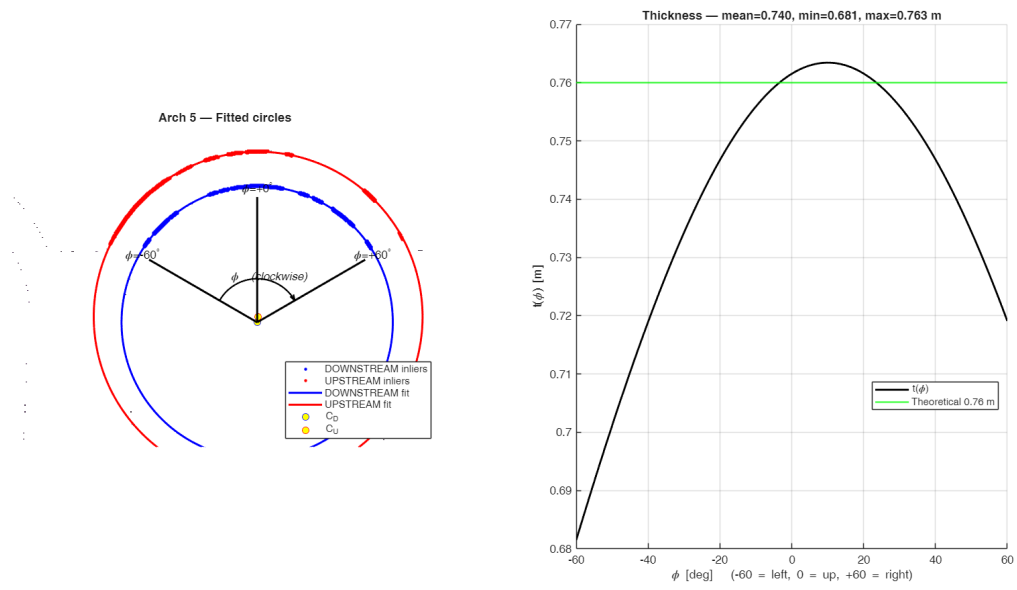 Arch 5 — Fitted circles
ϕ=+0°
ϕ=-60°
ϕ=+60°
ϕ (clockwise)
DOWNSTREAM inliers
UPSTREAM inliers
DOWNSTREAM fit
UPSTREAM fit
C_D
C_U
Thickness — mean=0.740, min=0.681, max=0.763 m
0.77
0.76
0.75
0.74
0.73
0.72
0.71
0.7
0.69
0.68
t(ϕ) [m]
t(ϕ)
Theoretical 0.76 m
-60 -40 -20 0 20 40 60
ϕ [deg] (-60 = left, 0 = up, +60 = right)